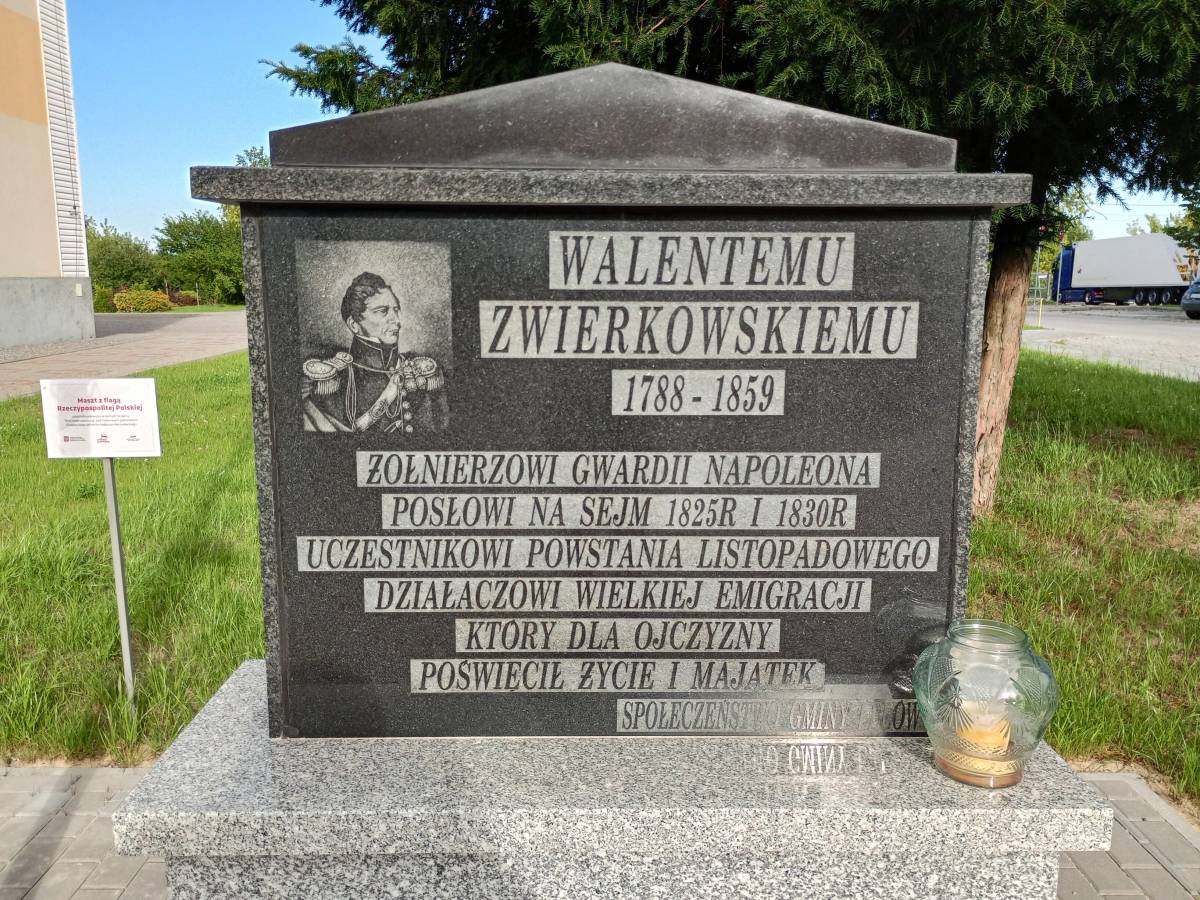 WALENTEMU
ZWIERKOWSKIEMU
1788 - 1859
ŻOŁNIERZOWI GWARDII NAPOLEONA
POSŁOWI NA SEJM 1825R I 1830R
UCZESTNIKOWI POWSTANIA LISTOPADOWEGO
DZIAŁACZOWI WIELKIEJ EMIGRACJI
KTÓRY DLA OJCZYZNY
POŚWIĘCIŁ ŻYCIE I MAJĄTEK
SPOŁECZEŃSTWO GMINY
Maszt z flagą
Rzeczypospolitej Polskiej